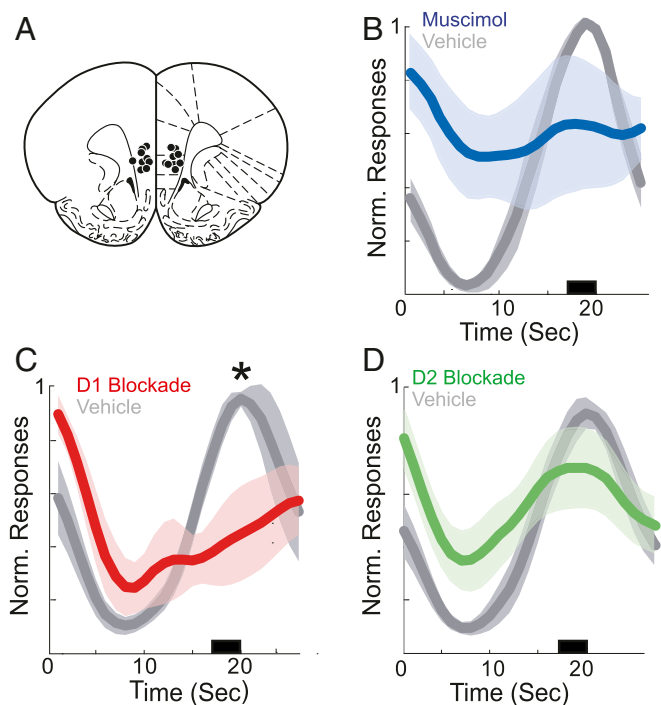 A
B
Muscimol
Vehicle
1
Norm. Responses
0
10
20
Time (Sec)
C
*
D1 Blockade
Vehicle
1
Norm. Responses
0
10
20
Time (Sec)
D
D2 Blockade
Vehicle
1
Norm. Responses
0
10
20
Time (Sec)